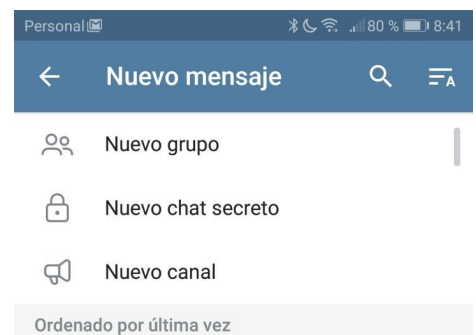 Personal 80 % 8:41
Nuevo mensaje
Nuevo grupo
Nuevo chat secreto
Nuevo canal
Ordenado por última vez